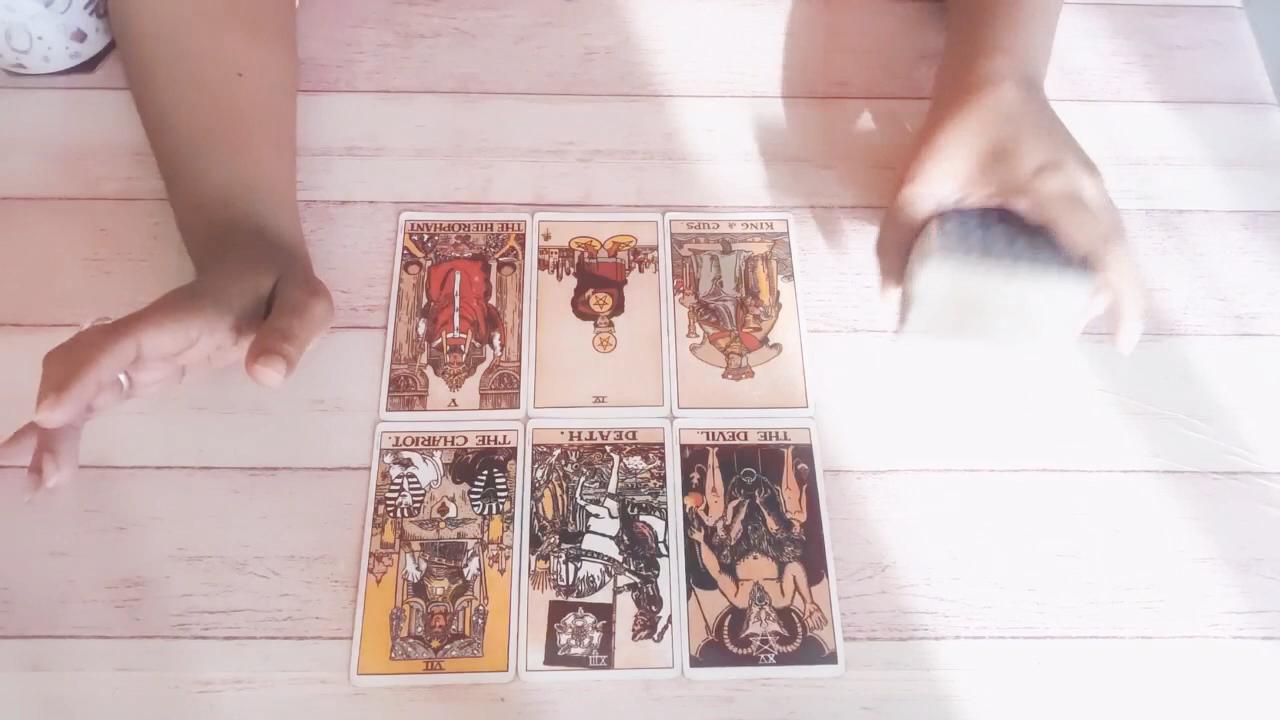 THE HIEROPHANT
KING of CUPS.
V
IV
THE CHARIOT.
DEATH.
THE DEVIL.
VII
XIII
XV